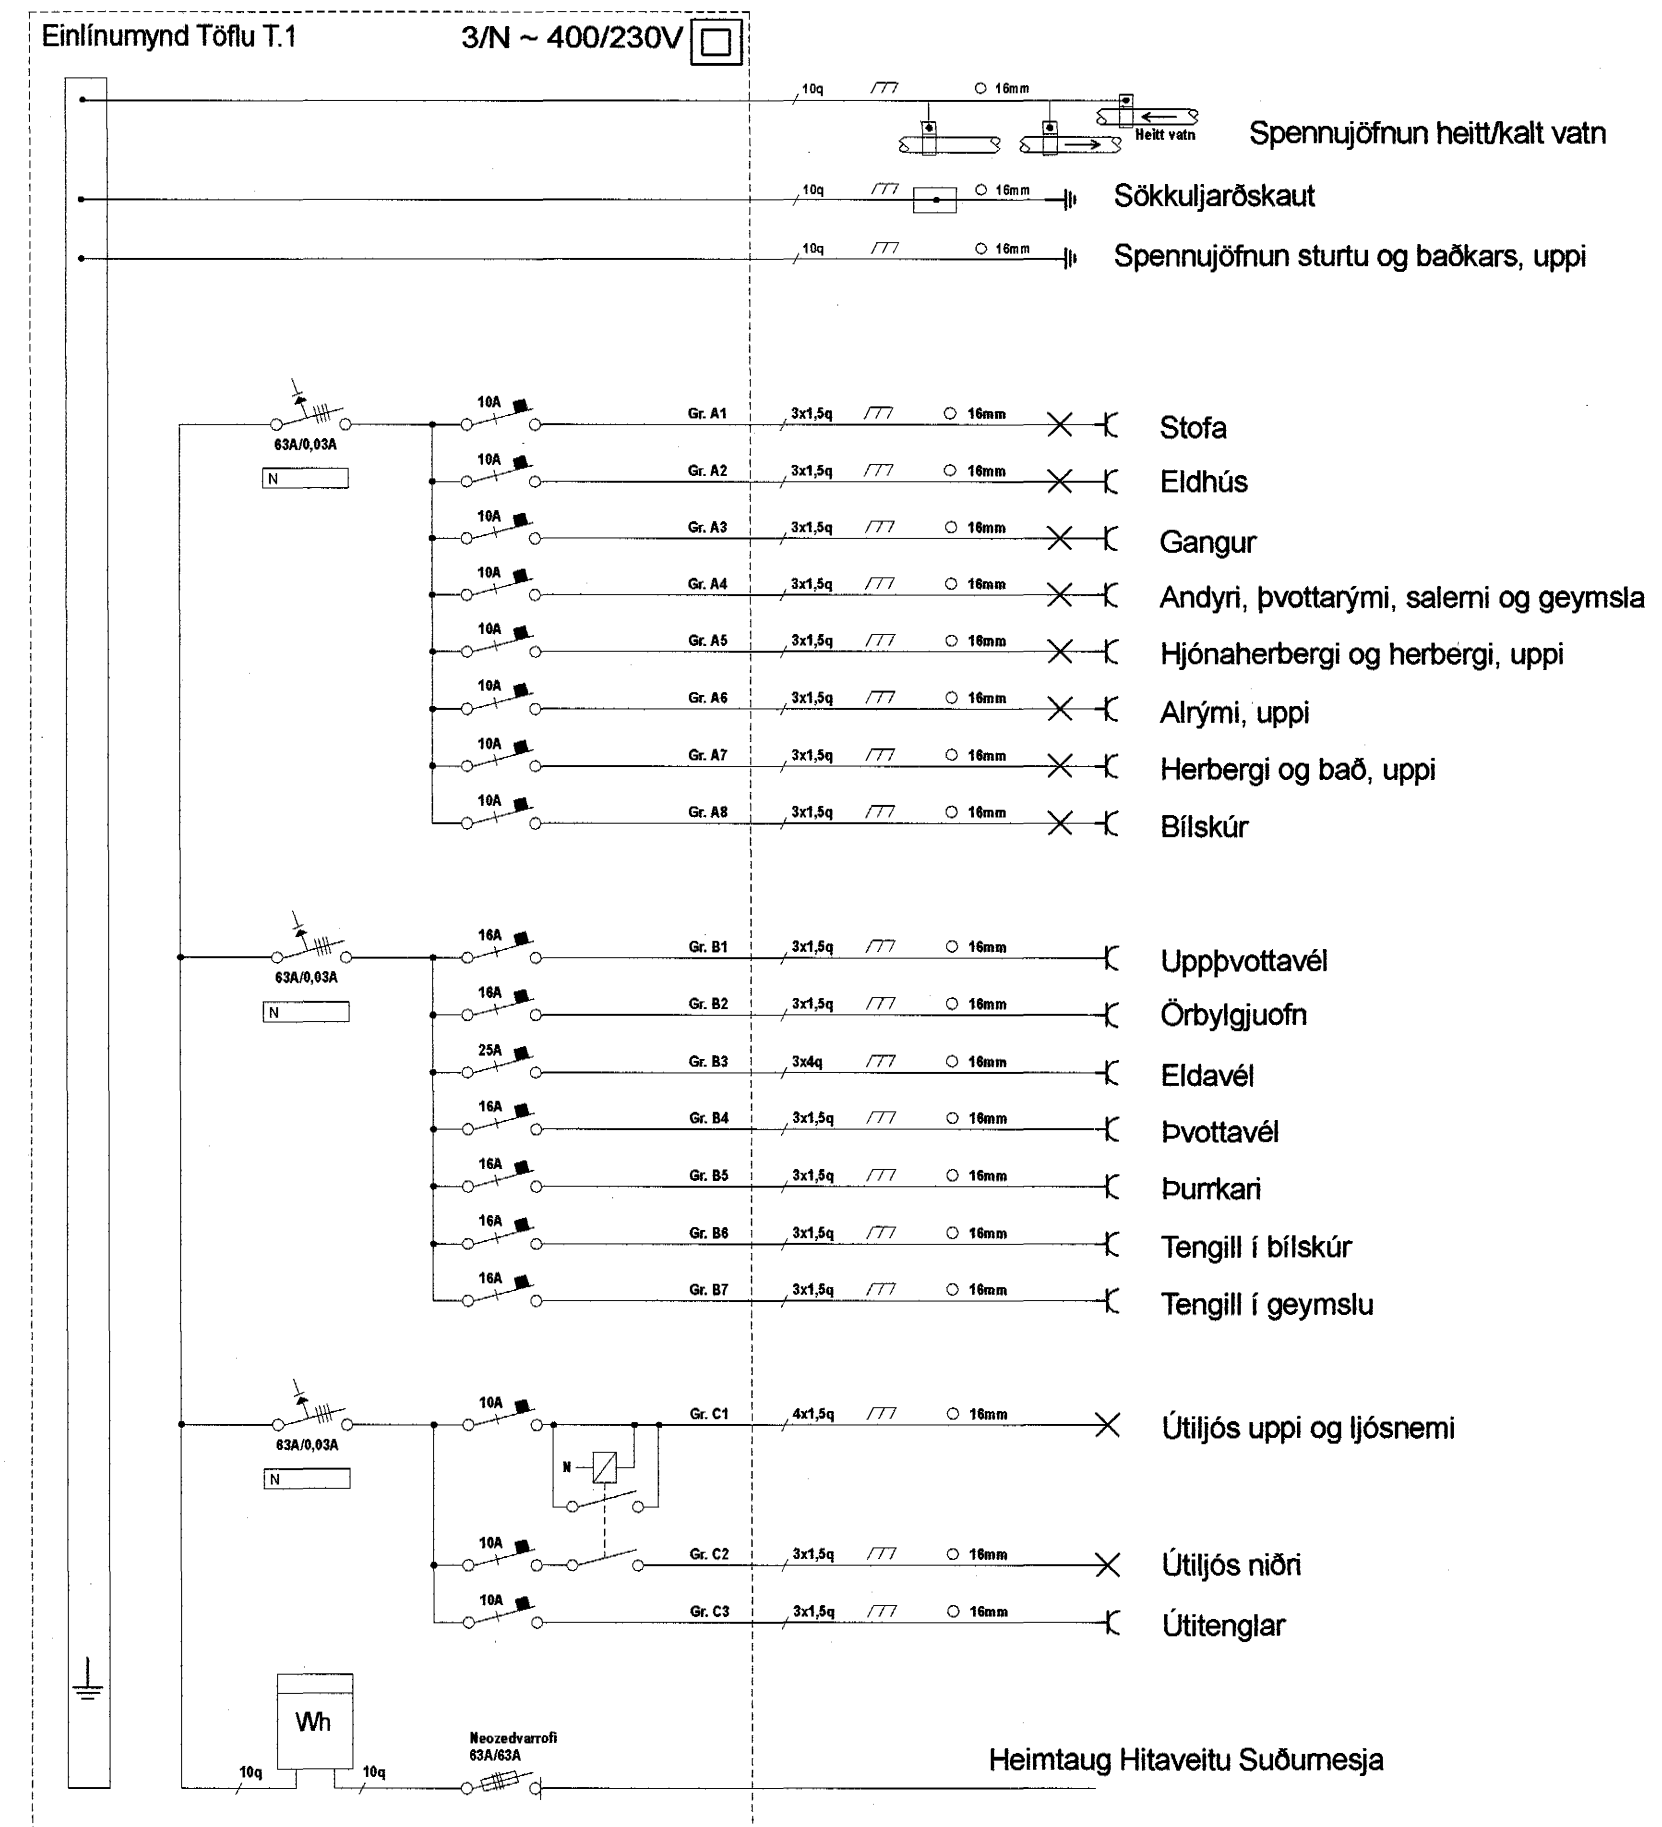 Einlínumynd Töflu T.1 3/N ~ 400/230V
10q 16mm
Heitt vatn
Spennujöfnun heitt/kalt vatn
10q 16mm Sökkuljarðskaut
10q 16mm Spennujöfnun sturtu og baðkars, uppi
63A/0,03A
N
10A Gr. A1 3x1,5q 16mm Stofa
10A Gr. A2 3x1,5q 16mm Eldhús
10A Gr. A3 3x1,5q 16mm Gangur
10A Gr. A4 3x1,5q 16mm Andyri, þvottarými, salerni og geymsla
10A Gr. A5 3x1,5q 16mm Hjónaherbergi og herbergi, uppi
10A Gr. A6 3x1,5q 16mm Alrými, uppi
10A Gr. A7 3x1,5q 16mm Herbergi og bað, uppi
10A Gr. A8 3x1,5q 16mm Bílskúr
63A/0,03A
N
16A Gr. B1 3x1,5q 16mm Uppþvottavél
16A Gr. B2 3x1,5q 16mm Örbylgjuofn
25A Gr. B3 3x4q 16mm Eldavél
16A Gr. B4 3x1,5q 16mm Þvottavél
16A Gr. B5 3x1,5q 16mm Þurrkari
16A Gr. B6 3x1,5q 16mm Tengill í bílskúr
16A Gr. B7 3x1,5q 16mm Tengill í geymslu
63A/0,03A
N
10A Gr. C1 4x1,5q 16mm Útiljós uppi og ljósnemi
N
10A Gr. C2 3x1,5q 16mm Útiljós niðri
10A Gr. C3 3x1,5q 16mm Útitenglar
Wh
10q 10q
Neozedvarrofi
63A/63A
Heimtaug Hitaveitu Suðurnesja